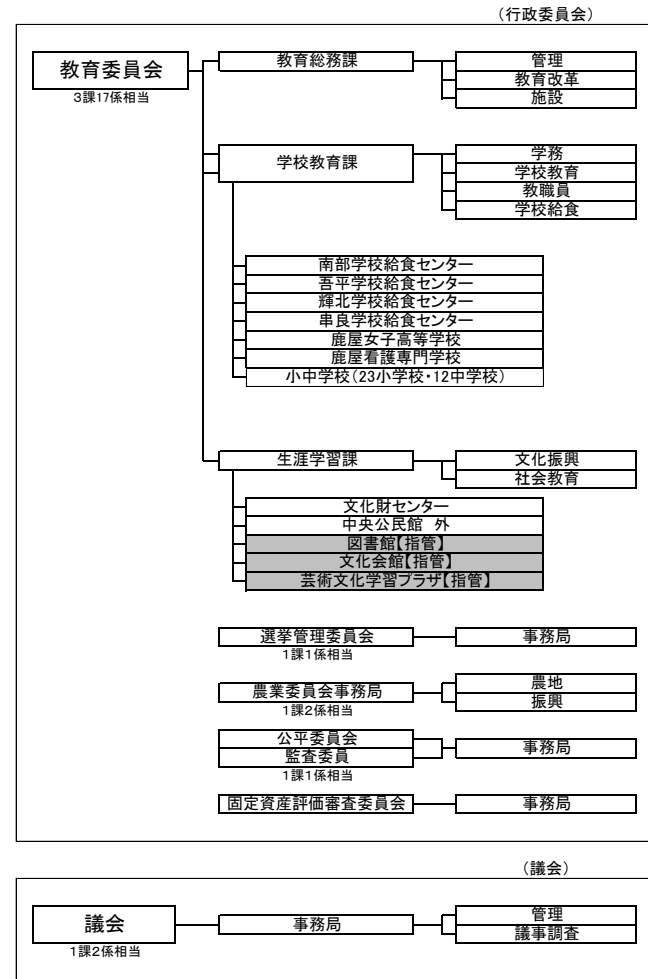 （行政委員会）
教育委員会
3課17係相当
教育総務課
管理
教育改革
施設
学校教育課
学務
学校教育
教職員
学校給食
南部学校給食センター
吾平学校給食センター
輝北学校給食センター
串良学校給食センター
鹿屋女子高等学校
鹿屋看護専門学校
小中学校（23小学校・12中学校）
生涯学習課
文化振興
社会教育
文化財センター
中央公民館 外
図書館【指管】
文化会館【指管】
芸術文化学習プラザ【指管】
選挙管理委員会
1課1係相当
事務局
農業委員会事務局
1課2係相当
農地
振興
公平委員会
監査委員
1課1係相当
事務局
固定資産評価審査委員会
事務局
（議会）
議会
1課2係相当
事務局
管理
議事調査